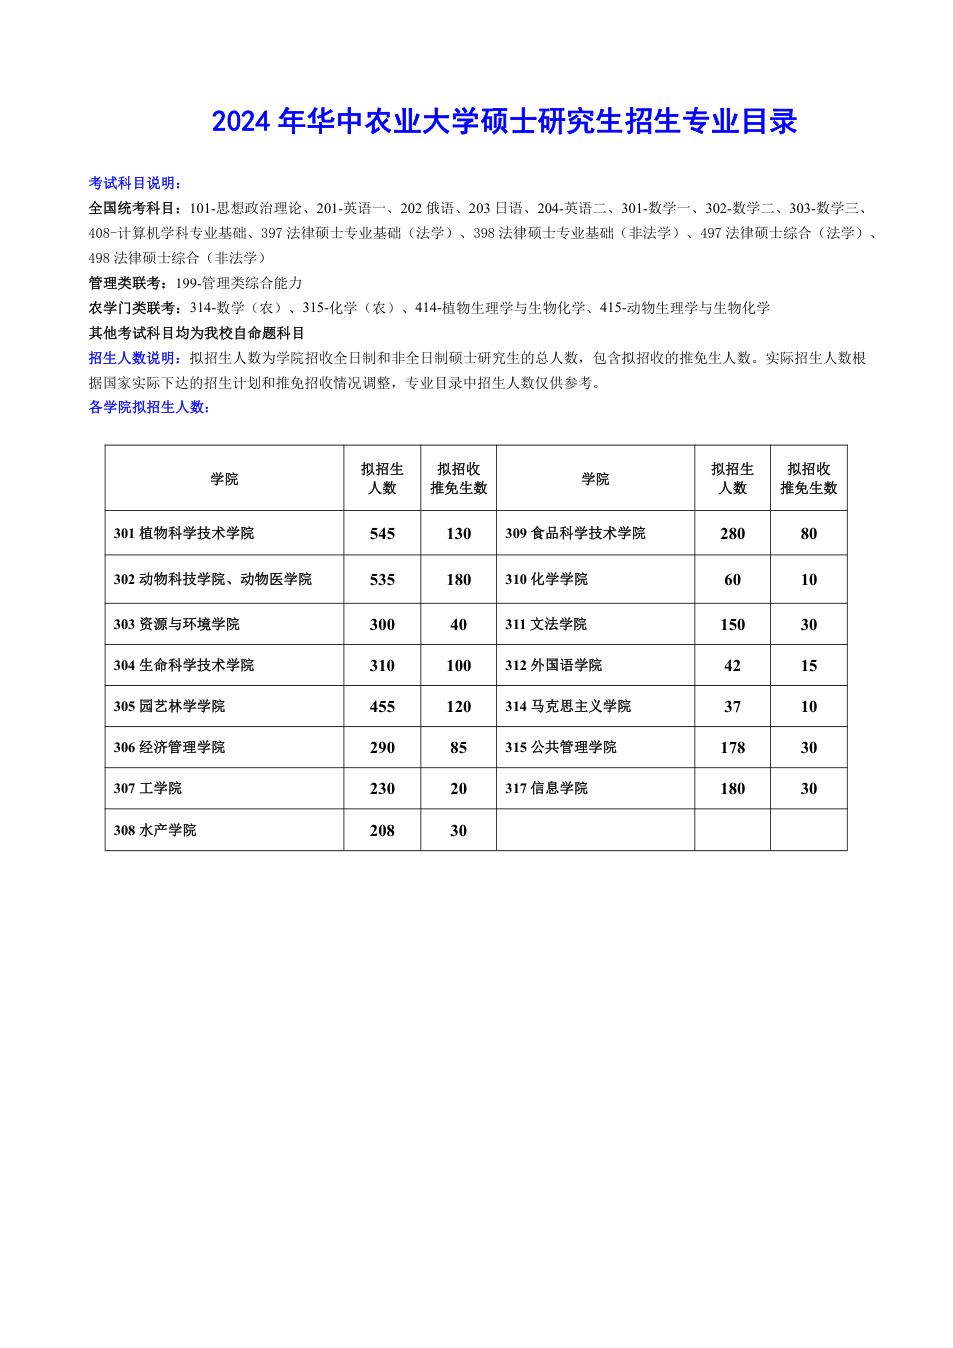 2024 年华中农业大学硕士研究生招生专业目录
考试科目说明：
全国统考科目：101-思想政治理论、201-英语一、202 俄语、203 日语、204-英语二、301-数学一、302-数学二、303-数学三、
408-计算机学科专业基础、397 法律硕士专业基础（法学）、398 法律硕士专业基础（非法学）、497 法律硕士综合（法学）、
498 法律硕士综合（非法学）
管理类联考：199-管理类综合能力
农学门类联考：314-数学（农）、315-化学（农）、414-植物生理学与生物化学、415-动物生理学与生物化学
其他考试科目均为我校自命题科目
招生人数说明：拟招生人数为学院招收全日制和非全日制硕士研究生的总人数，包含拟招收的推免生人数。实际招生人数根
据国家实际下达的招生计划和推免招收情况调整，专业目录中招生人数仅供参考。
各学院拟招生人数：
学院 拟招生人数 拟招收推免生数 学院 拟招生人数 拟招收推免生数
301 植物科学技术学院 545 130 309 食品科学技术学院 280 80
302 动物科技学院、动物医学院 535 180 310 化学学院 60 10
303 资源与环境学院 300 40 311 文法学院 150 30
304 生命科学技术学院 310 100 312 外国语学院 42 15
305 园艺林学学院 455 120 314 马克思主义学院 37 10
306 经济管理学院 290 85 315 公共管理学院 178 30
307 工学院 230 20 317 信息学院 180 30
308 水产学院 208 30